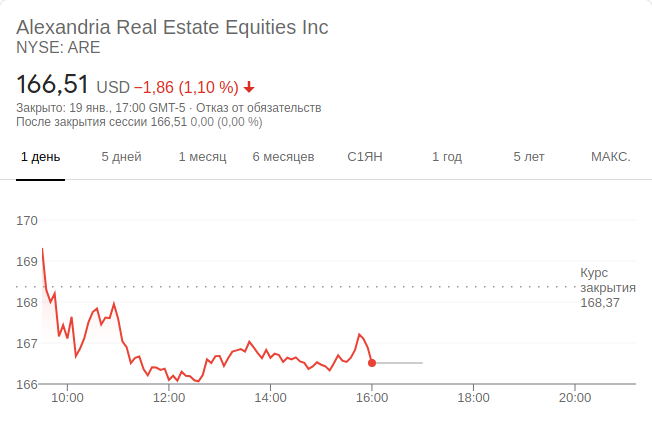 Alexandria Real Estate Equities Inc
NYSE: ARE
166,51 USD −1,86 (1,10 %)
Закрыто: 19 янв., 17:00 GMT-5 · Отказ от обязательств
После закрытия сессии 166,51 0,00 (0,00 %)
1 день 5 дней 1 месяц 6 месяцев С1ЯН 1 год 5 лет МАКС.
170
169
Курс
закрытия
168,37
168
167
166
10:00 12:00 14:00 16:00 18:00 20:00